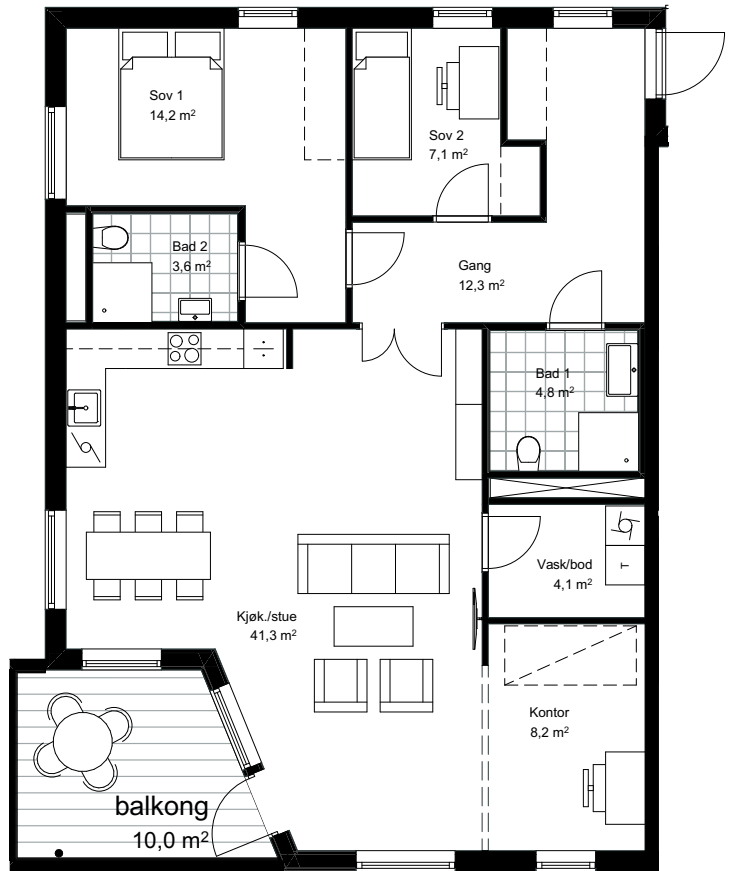 Sov 1
14,2 m²
Sov 2
7,1 m²
Bad 2
3,6 m²
Gang
12,3 m²
Bad 1
4,8 m²
Vask/bod
4,1 m²
T
Kjøk./stue
41,3 m²
Kontor
8,2 m²
balkong
10,0 m²